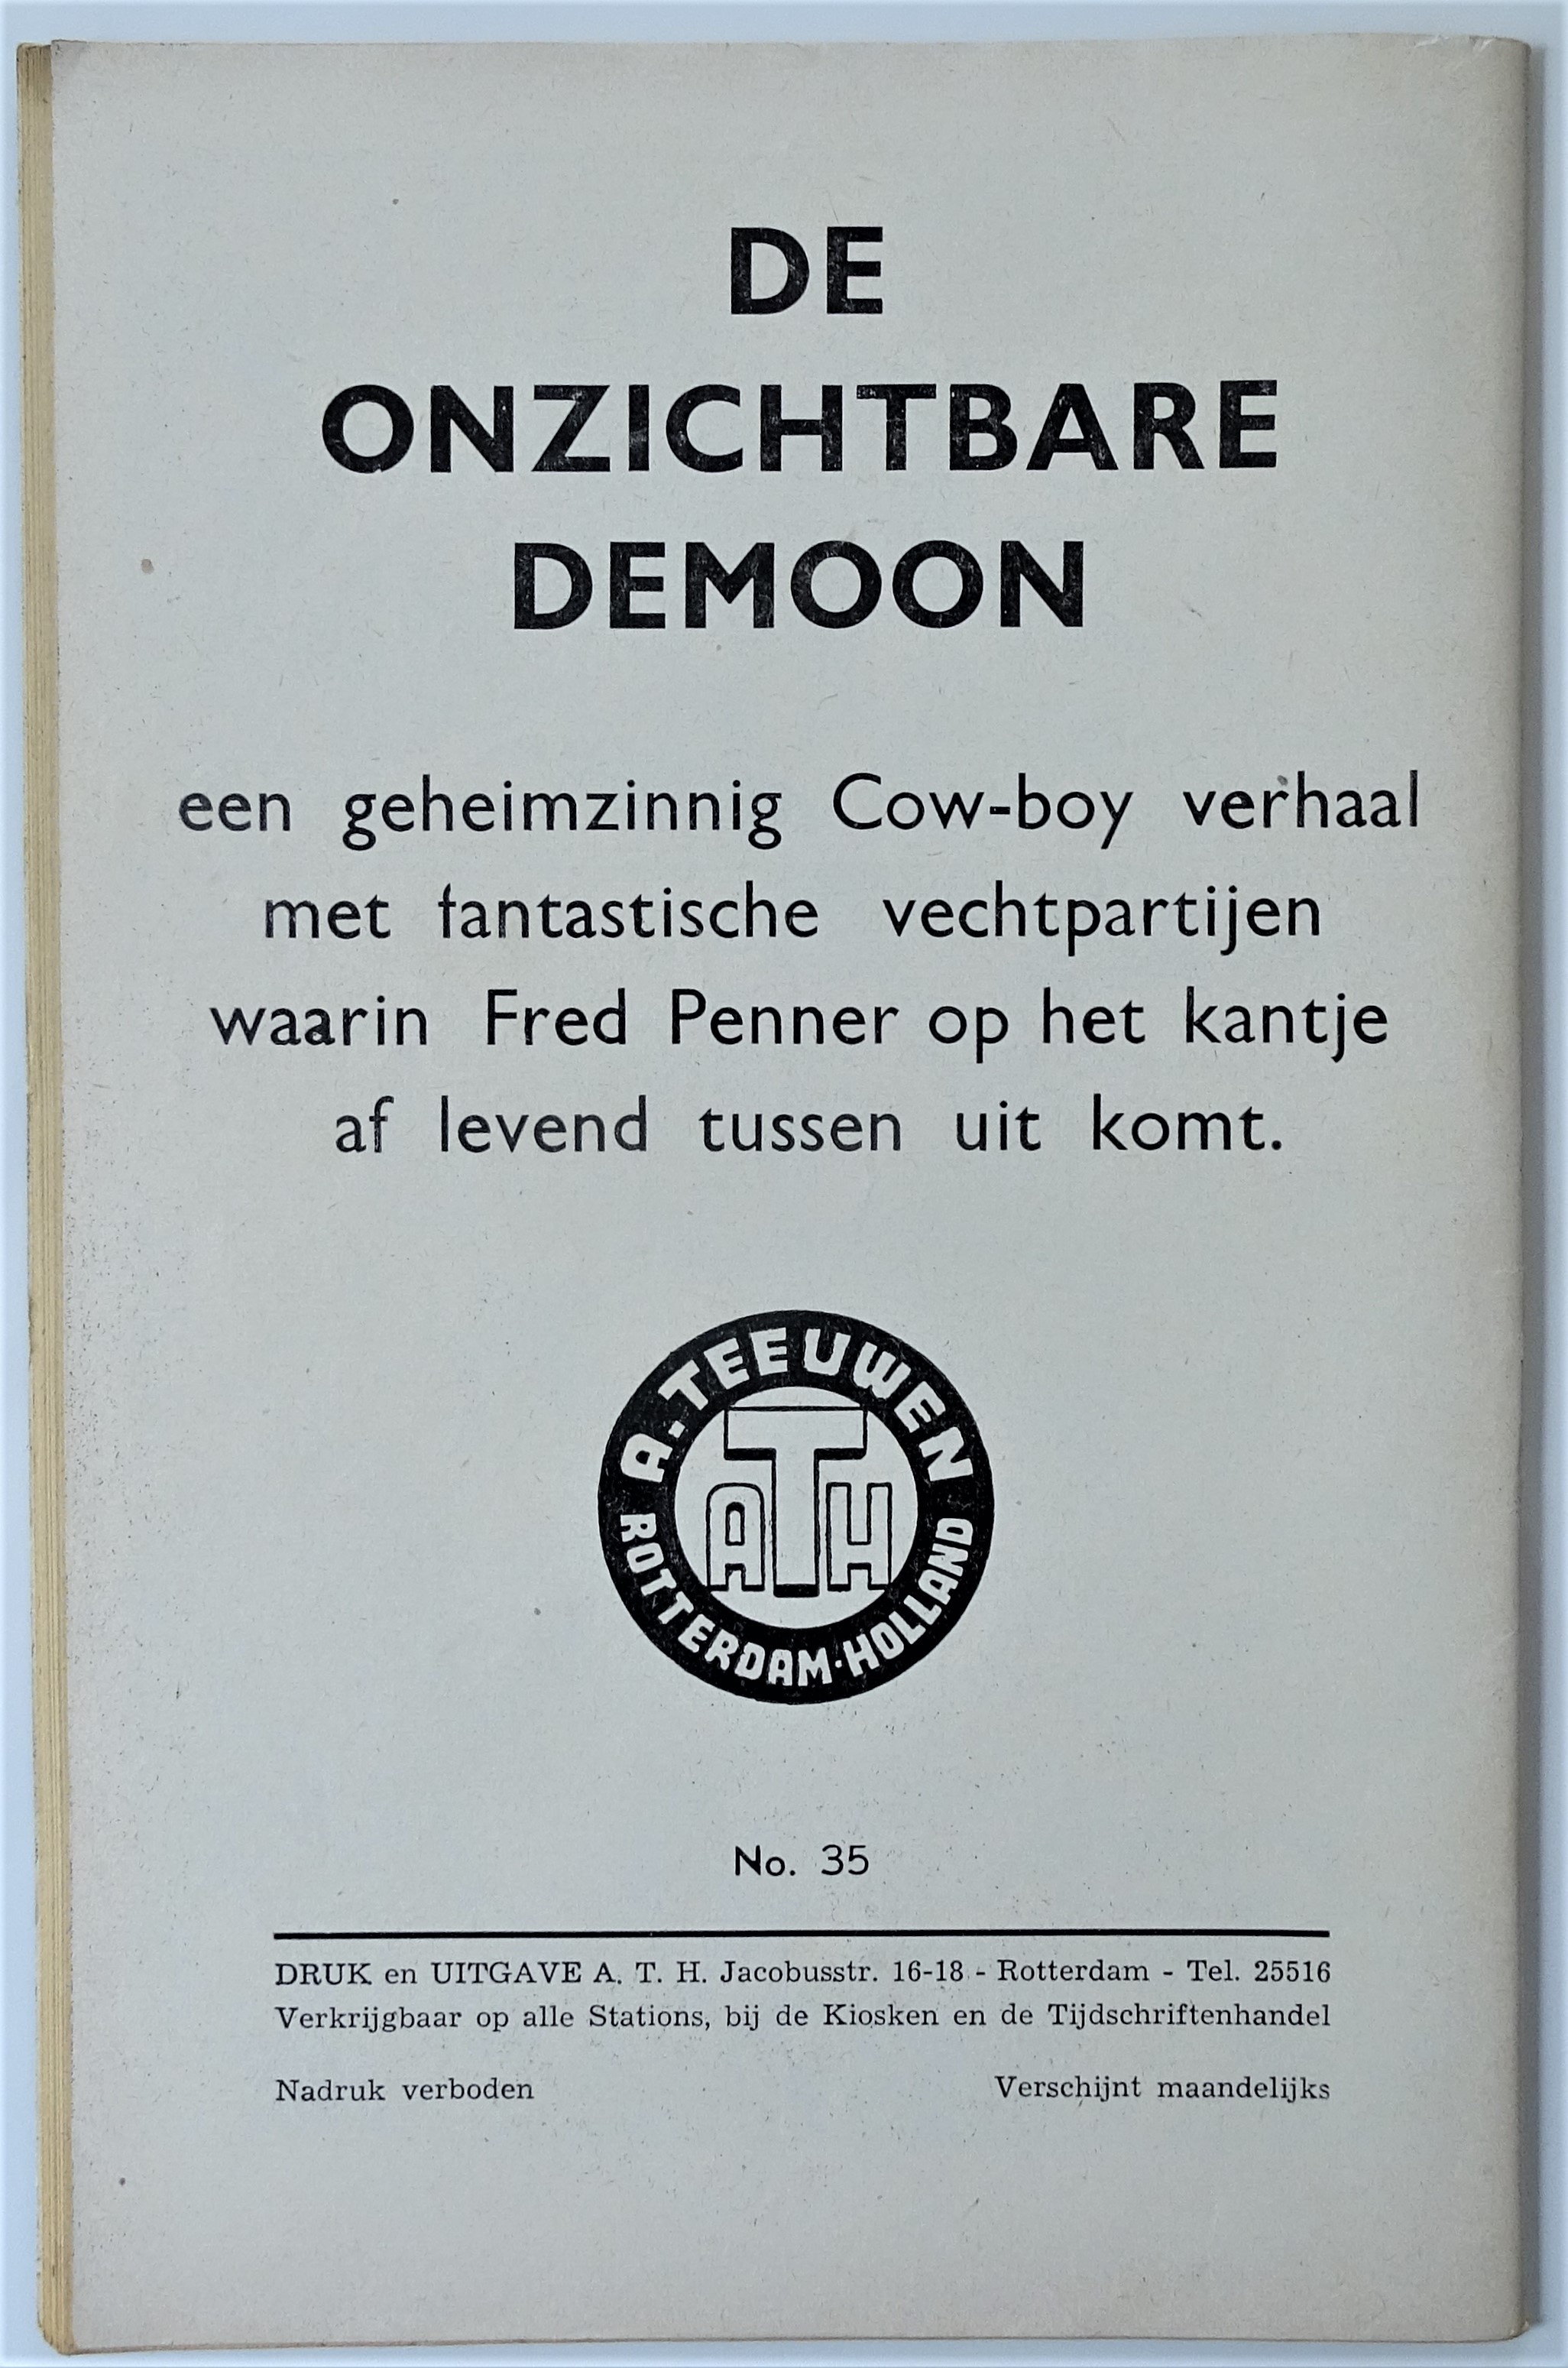 DE
ONZICHTBARE
DEMOON
een geheimzinnig Cow-boy verhaal
met fantastische vechtpartijen
waarin Fred Penner op het kantje
af levend tussen uit komt.
A. TEEUWEN
ATH
ROTTERDAM · HOLLAND
No. 35
DRUK en UITGAVE A. T. H. Jacobusstr. 16-18 - Rotterdam - Tel. 25516
Verkrijgbaar op alle Stations, bij de Kiosken en de Tijdschriftenhandel
Nadruk verboden Verschijnt maandelijks